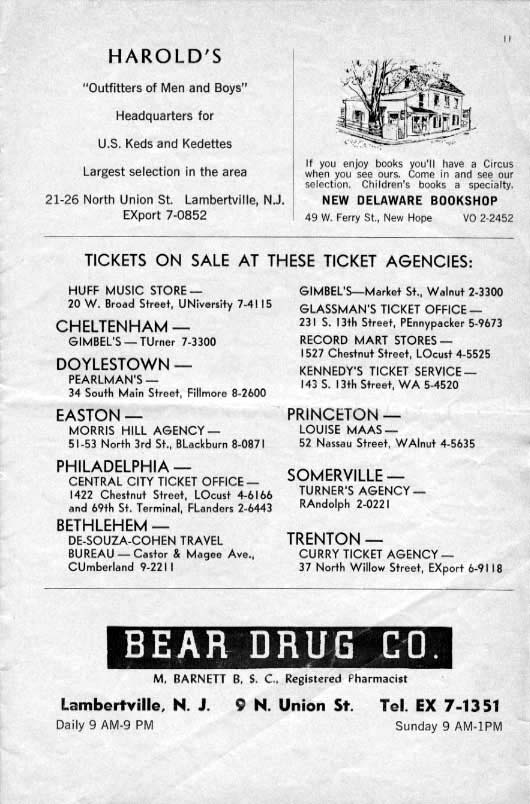 11
HAROLD'S
"Outfitters of Men and Boys"
Headquarters for
U.S. Keds and Kedettes
Largest selection in the area
21-26 North Union St. Lambertville, N.J.
EXport 7-0852
If you enjoy books you'll have a Circus
when you see ours. Come in and see our
selection. Children's books a specialty.
NEW DELAWARE BOOKSHOP
49 W. Ferry St., New Hope VO 2-2452
TICKETS ON SALE AT THESE TICKET AGENCIES:
HUFF MUSIC STORE —
20 W. Broad Street, UNiversity 7-4115
CHELTENHAM —
GIMBEL'S — TUrner 7-3300
DOYLESTOWN —
PEARLMAN'S —
34 South Main Street, Fillmore 8-2600
EASTON —
MORRIS HILL AGENCY —
51-53 North 3rd St., BLackburn 8-0871
PHILADELPHIA —
CENTRAL CITY TICKET OFFICE —
1422 Chestnut Street, LOcust 4-6166
and 69th St. Terminal, FLanders 2-6443
BETHLEHEM —
DE-SOUZA-COHEN TRAVEL
BUREAU — Castor & Magee Ave.,
CUmberland 9-2211
GIMBEL'S—Market St., Walnut 2-3300
GLASSMAN'S TICKET OFFICE —
231 S. 13th Street, PEnnypacker 5-9673
RECORD MART STORES —
1527 Chestnut Street, LOcust 4-5525
KENNEDY'S TICKET SERVICE —
143 S. 13th Street, WA 5-4520
PRINCETON —
LOUISE MAAS —
52 Nassau Street, WAlnut 4-5635
SOMERVILLE —
TURNER'S AGENCY —
RAndolph 2-0221
TRENTON —
CURRY TICKET AGENCY —
37 North Willow Street, EXport 6-9118
BEAR DRUG CO.
M. BARNETT B. S. C., Registered Pharmacist
Lambertville, N. J. 9 N. Union St. Tel. EX 7-1351
Daily 9 AM-9 PM Sunday 9 AM-1PM